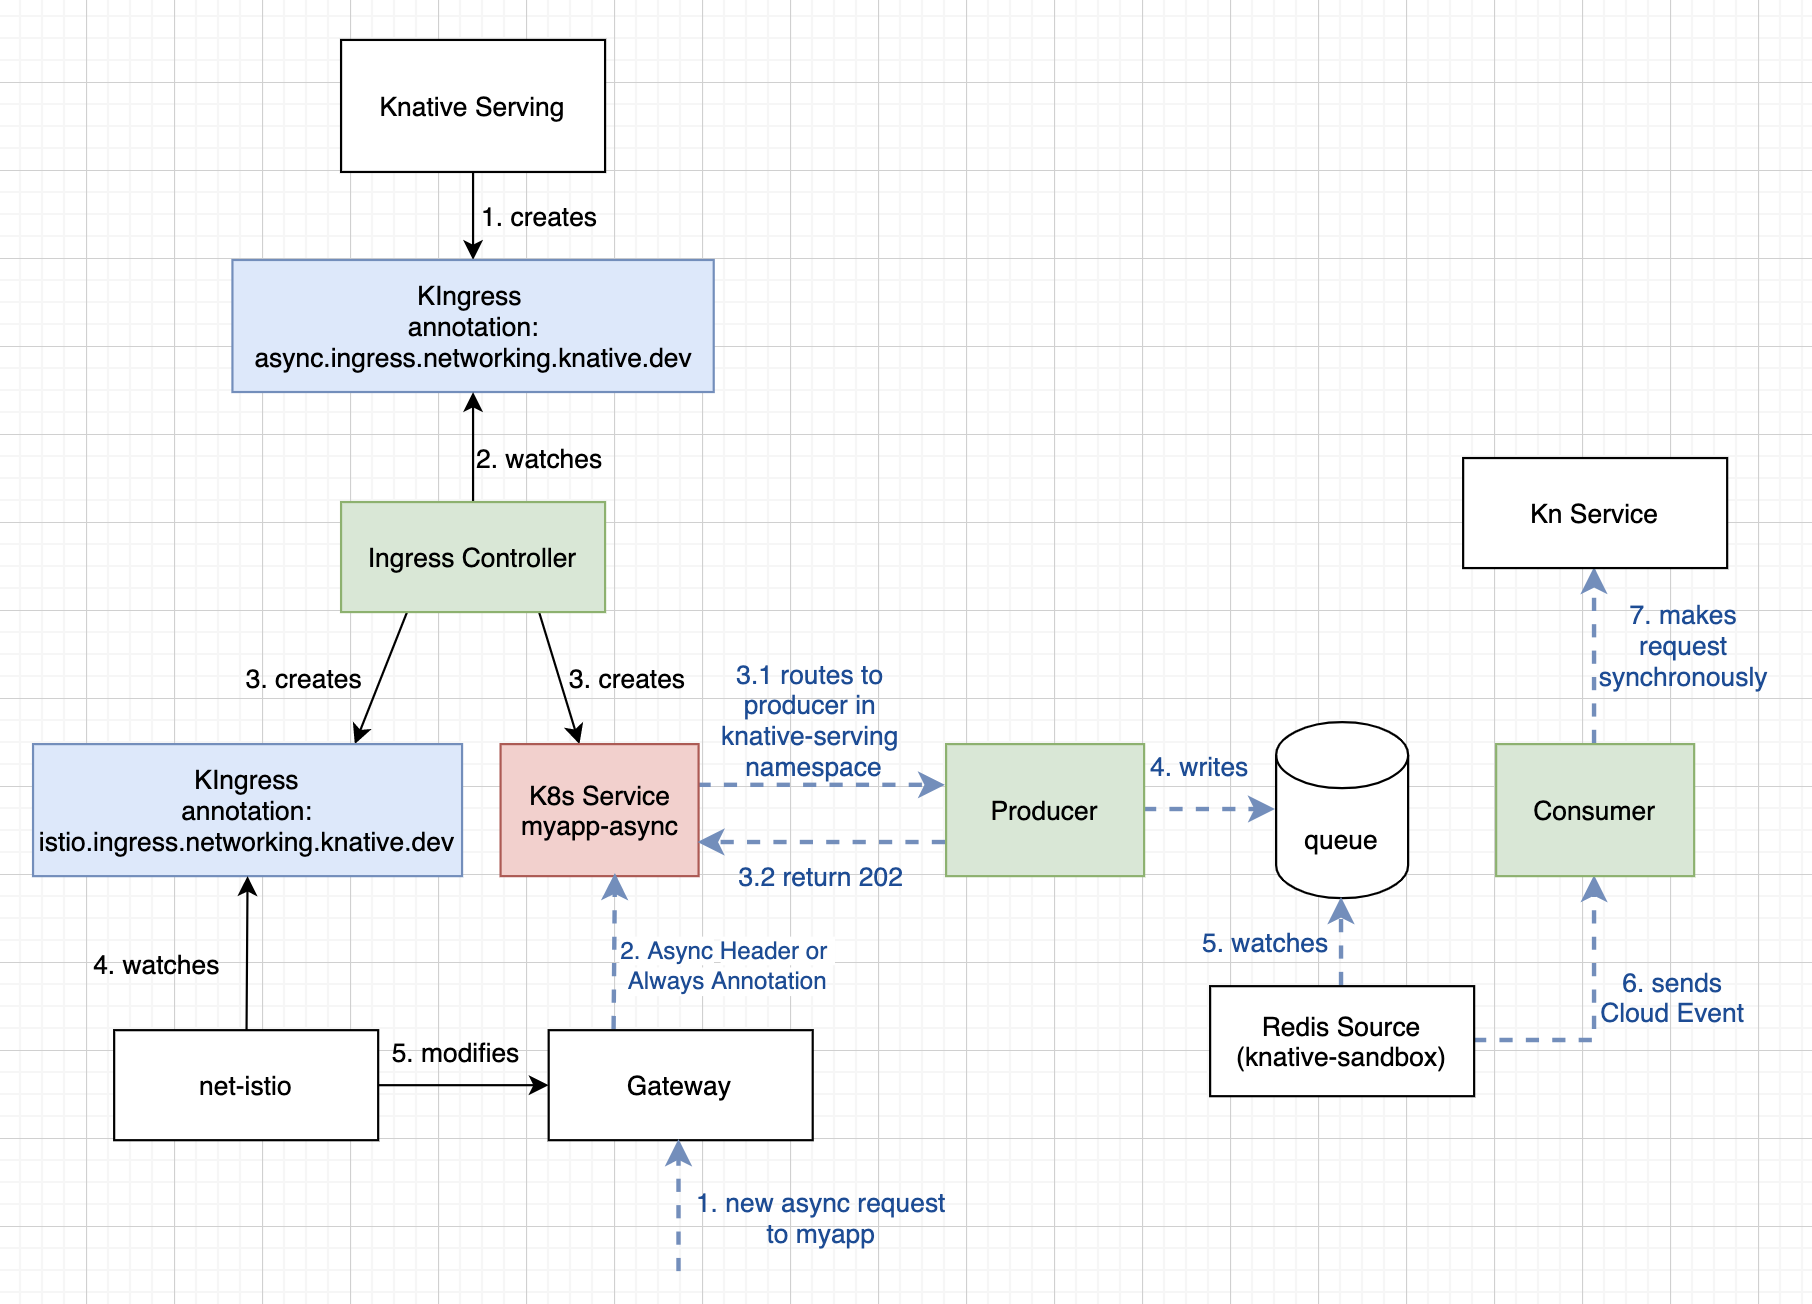 Knative Serving
1. creates
KIngress
annotation:
async.ingress.networking.knative.dev
2. watches
Ingress Controller
3. creates
3. creates
KIngress
annotation:
istio.ingress.networking.knative.dev
K8s Service
myapp-async
3.1 routes to
producer in
knative-serving
namespace
3.2 return 202
Producer
4. writes
queue
Kn Service
7. makes
request
synchronously
Consumer
4. watches
2. Async Header or
Always Annotation
5. watches
6. sends
Cloud Event
Redis Source
(knative-sandbox)
net-istio
5. modifies
Gateway
1. new async request
to myapp